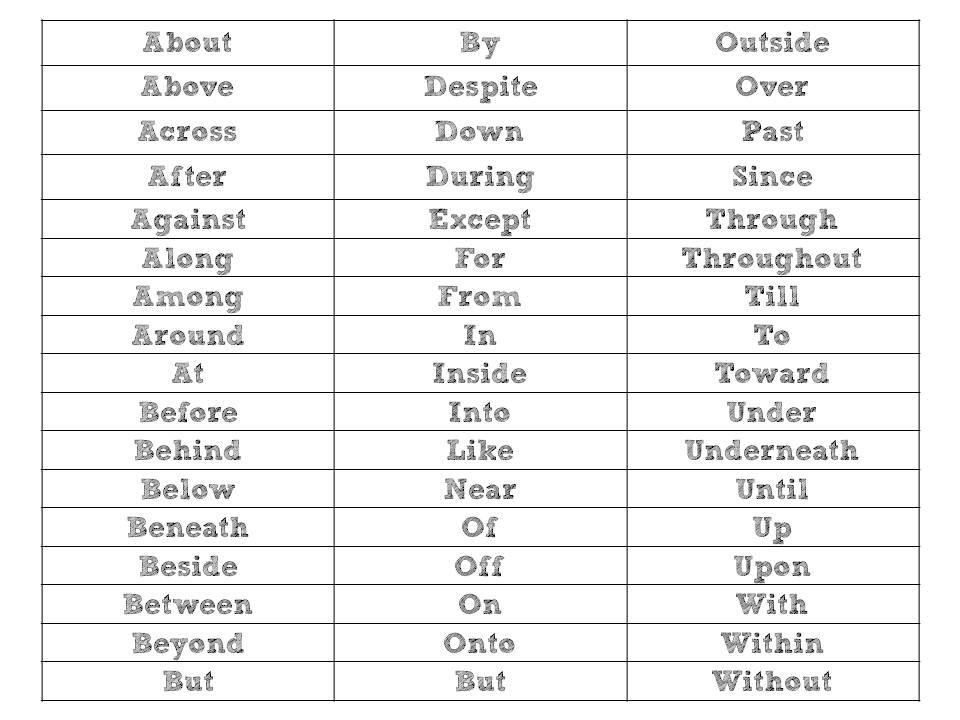 About By Outside
Above Despite Over
Across Down Past
After During Since
Against Except Through
Along For Throughout
Among From Till
Around In To
At Inside Toward
Before Into Under
Behind Like Underneath
Below Near Until
Beneath Of Up
Beside Off Upon
Between On With
Beyond Onto Within
But But Without